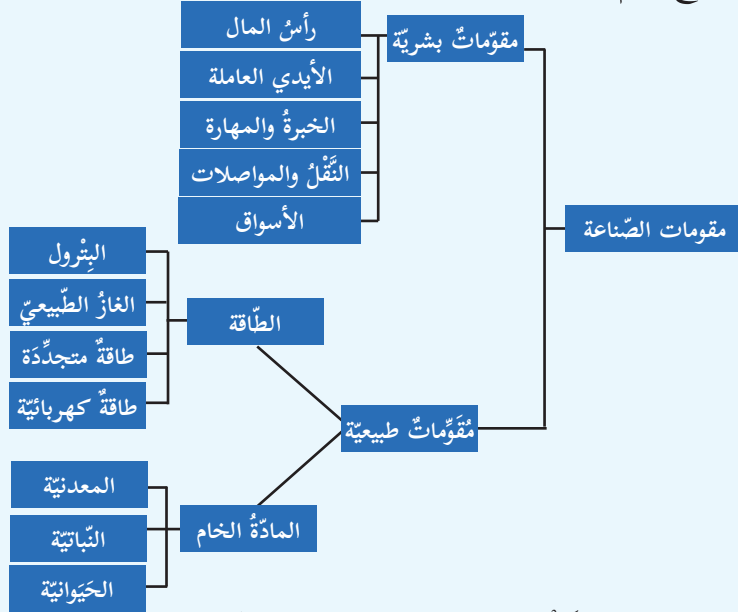 مقومات الصّناعة
مقوّماتٌ بشريّة
رأسُ المال
الأيدي العاملة
الخبرةُ والمهارة
النَّقْلُ والمواصلات
الأسواق
مُقَوِّماتٌ طبيعيّة
الطّاقة
البِتْرول
الغازُ الطّبيعيّ
طاقةٌ متجدِّدَة
طاقةٌ كهربائيّة
المادّةُ الخام
المعدنيّة
النّباتيّة
الحَيَوانيّة